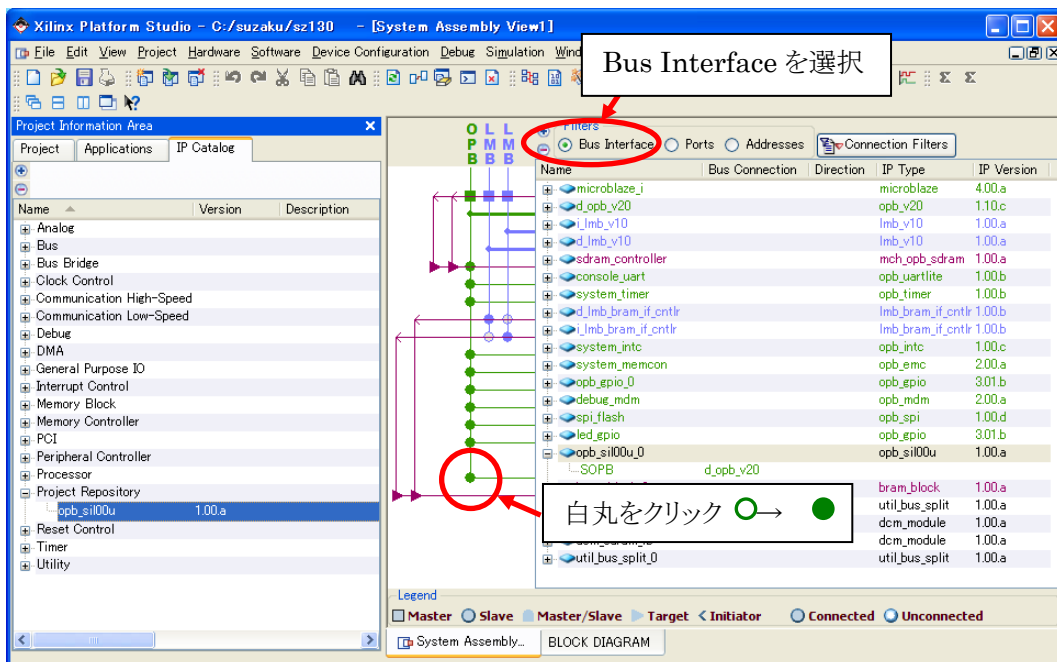 Xilinx Platform Studio - C:/suzaku/sz130 - [System Assembly View1]
File Edit View Project Hardware Software Device Configuration Debug Simulation Wind
Bus Interface を選択
Project Information Area
Project Applications IP Catalog
Name Version Description
Analog
Bus
Bus Bridge
Clock Control
Communication High-Speed
Communication Low-Speed
Debug
DMA
General Purpose IO
Interrupt Control
Memory Block
Memory Controller
PCI
Peripheral Controller
Processor
Project Repository
opb_sil00u 1.00.a
Reset Control
Timer
Utility
OPB
LMB
LMB
Filters
Bus Interface Ports Addresses Connection Filters
Name Bus Connection Direction IP Type IP Version
microblaze_i microblaze 4.00.a
d_opb_v20 opb_v20 1.10.c
i_lmb_v10 lmb_v10 1.00.a
d_lmb_v10 lmb_v10 1.00.a
sdram_controller mch_opb_sdram 1.00.a
console_uart opb_uartlite 1.00.b
system_timer opb_timer 1.00.b
d_lmb_bram_if_cntlr lmb_bram_if_cntlr 1.00.b
i_lmb_bram_if_cntlr lmb_bram_if_cntlr 1.00.b
system_intc opb_intc 1.00.c
system_memcon opb_emc 2.00.a
opb_gpio_0 opb_gpio 3.01.b
debug_mdm opb_mdm 2.00.a
spi_flash opb_spi 1.00.d
led_gpio opb_gpio 3.01.b
opb_sil00u_0 opb_sil00u 1.00.a
SOPB d_opb_v20
bram_block 1.00.a
util_bus_split 1.00.a
dcm_module 1.00.a
dcm_module 1.00.a
util_bus_split_0 util_bus_split 1.00.a
白丸をクリック ○→ ●
Legend
Master Slave Master/Slave Target Initiator Connected Unconnected
System Assembly... BLOCK DIAGRAM